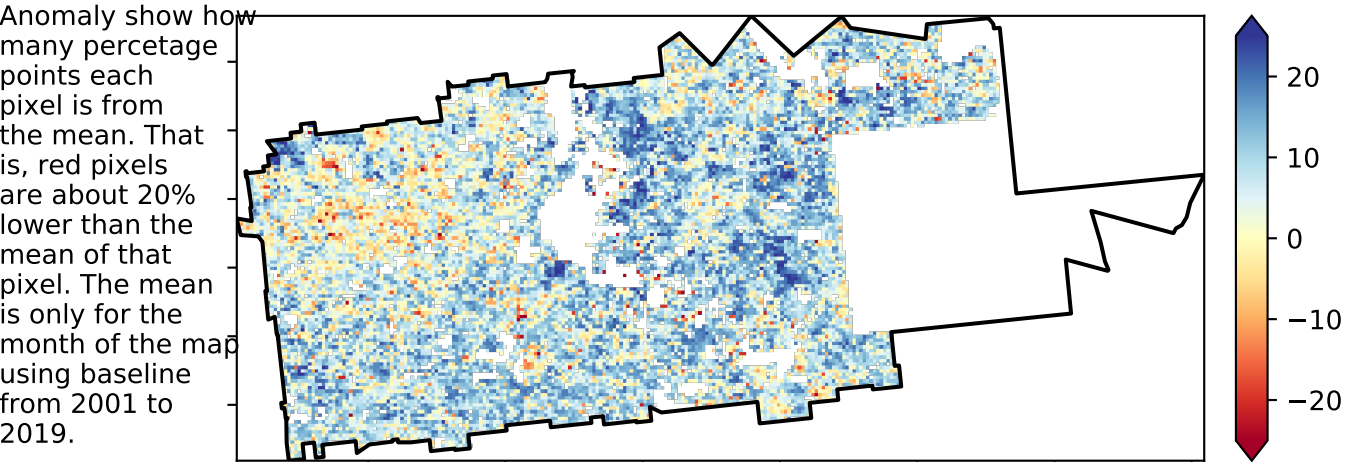 Anomaly show how
many percetage
points each
pixel is from
the mean. That
is, red pixels
are about 20%
lower than the
mean of that
pixel. The mean
is only for the
month of the map
using baseline
from 2001 to
2019.
20
10
0
−10
−20